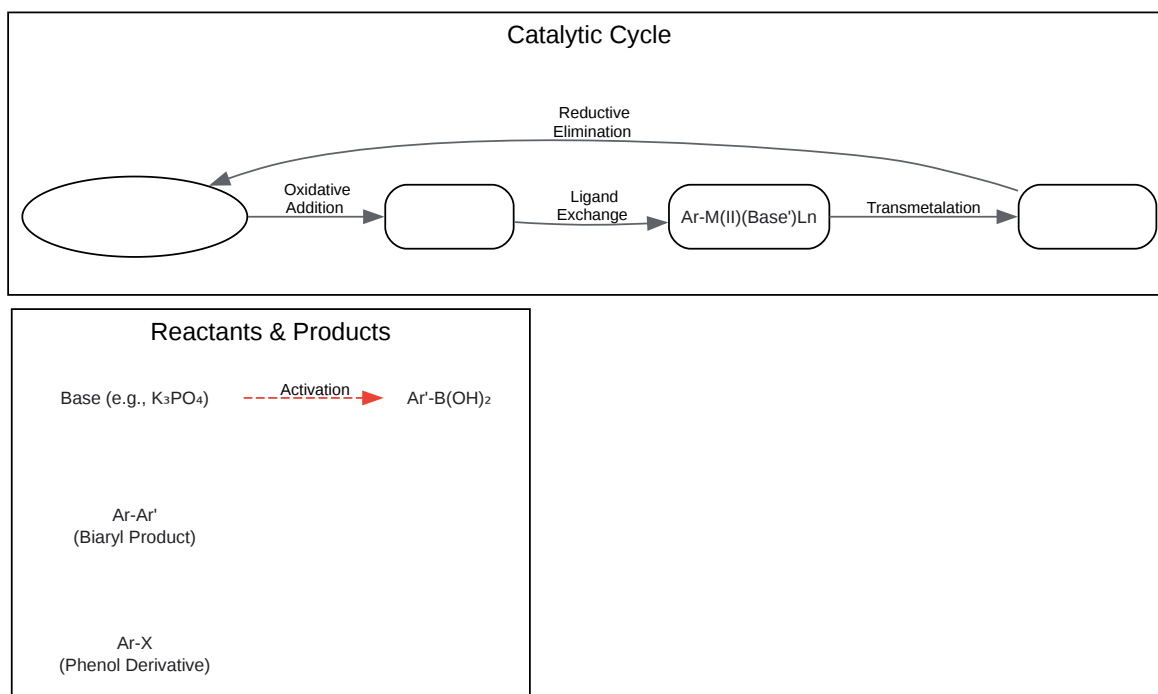 Catalytic Cycle
Reductive
Elimination
Oxidative
Addition
Ligand
Exchange
Ar-M(II)(Base')Ln
Transmetalation
Reactants & Products
Base (e.g., K₃PO₄)
Activation
Ar'-B(OH)₂
Ar-Ar'
(Biaryl Product)
Ar-X
(Phenol Derivative)